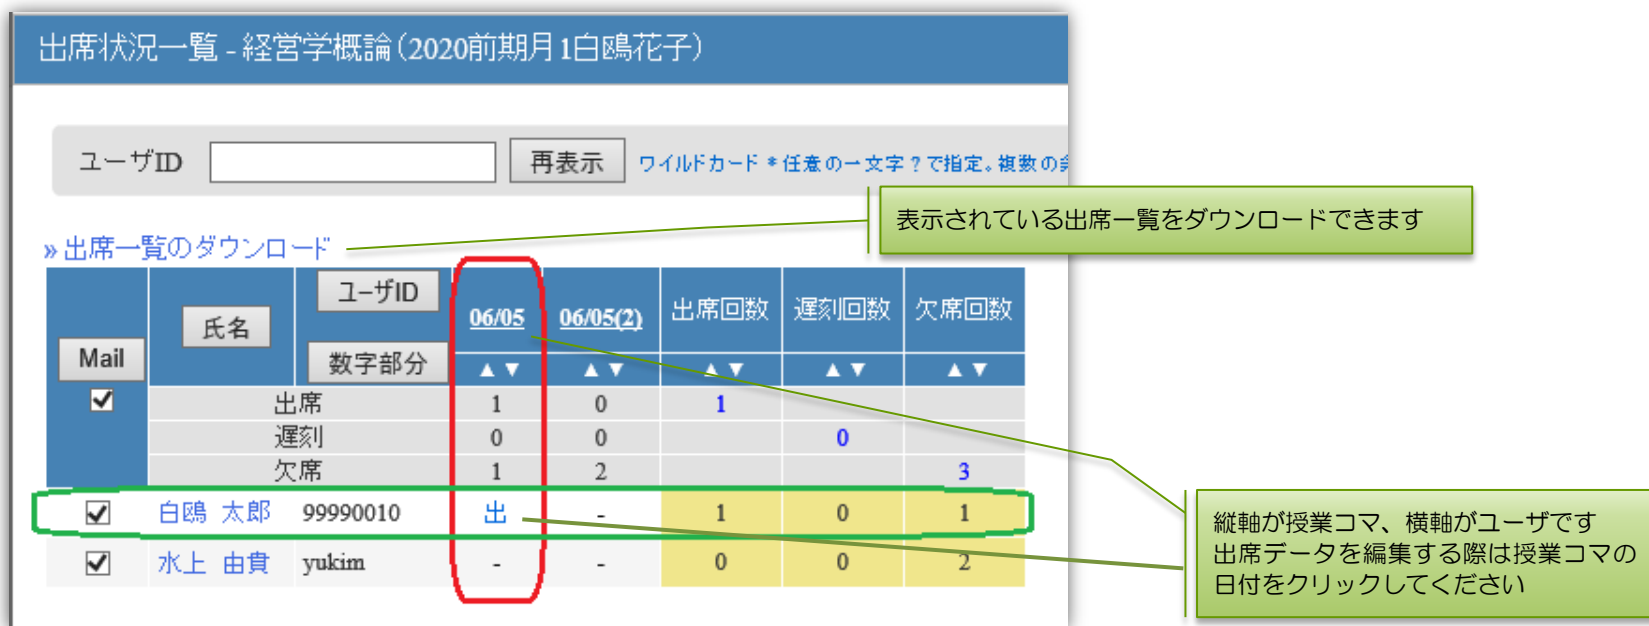 出席状況一覧 - 経営学概論(2020前期月1白鴎花子)
ユーザID 再表示 ワイルドカード * 任意の一文字 ? で指定。複数の
表示されている出席一覧をダウンロードできます
» 出席一覧のダウンロード
Mail 氏名 ユーザID 数字部分 06/05 06/05(2) 出席回数 遅刻回数 欠席回数
▲ ▼ ▲ ▼ ▲ ▼ ▲ ▼ ▲ ▼
出席 1 0 1
遅刻 0 0 0
欠席 1 2 3
白鴎 太郎 99990010 出 - 1 0 1
水上 由貴 yukim - - 0 0 2
縦軸が授業コマ、横軸がユーザです
出席データを編集する際は授業コマの
日付をクリックしてください